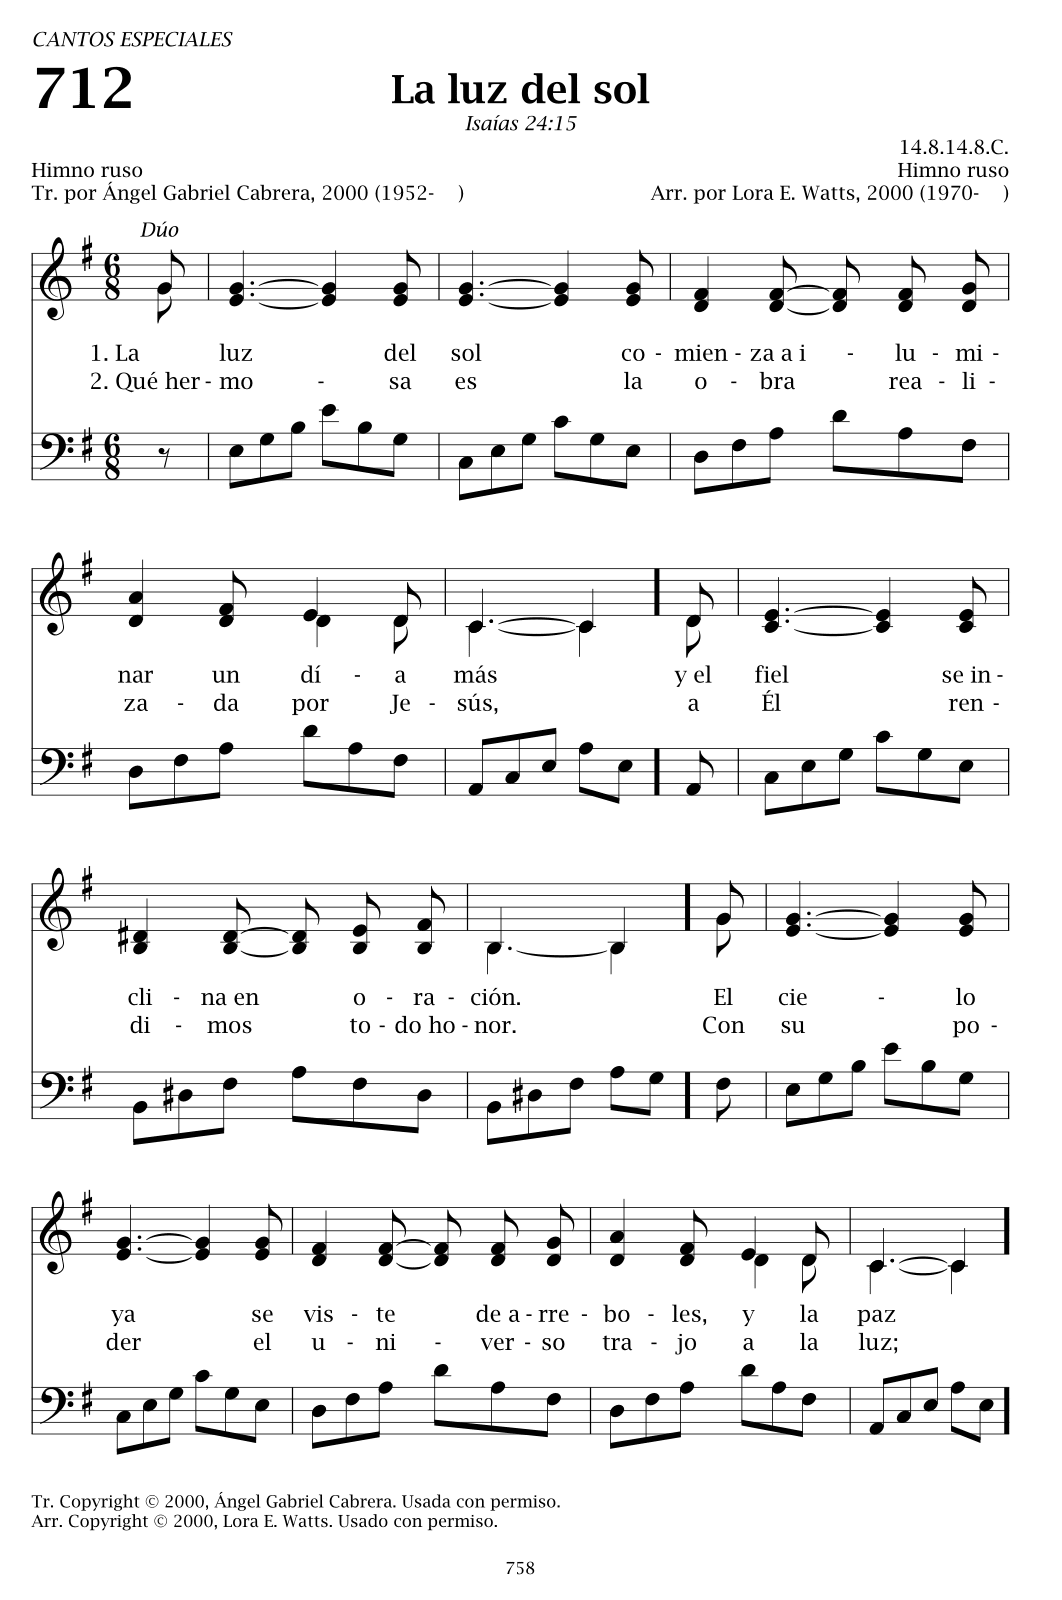 CANTOS ESPECIALES
712
La luz del sol
Isaías 24:15
14.8.14.8.C.
Himno ruso
Himno ruso
Tr. por Ángel Gabriel Cabrera, 2000 (1952-    )
Arr. por Lora E. Watts, 2000 (1970-    )
Dúo
6 8
1. La luz del sol co - mien - za a i - lu - mi -
2. Qué her - mo - sa es la o - bra rea - li -
6 8
nar un dí - a más y el fiel se in -
za - da por Je - sús, a Él ren -
cli - na en o - ra - ción. El cie - lo
di - mos to - do ho - nor. Con su po -
ya se vis - te de a - rre - bo - les, y la paz
der el u - ni - ver - so tra - jo a la luz;
Tr. Copyright © 2000, Ángel Gabriel Cabrera. Usada con permiso.
Arr. Copyright © 2000, Lora E. Watts. Usado con permiso.
758